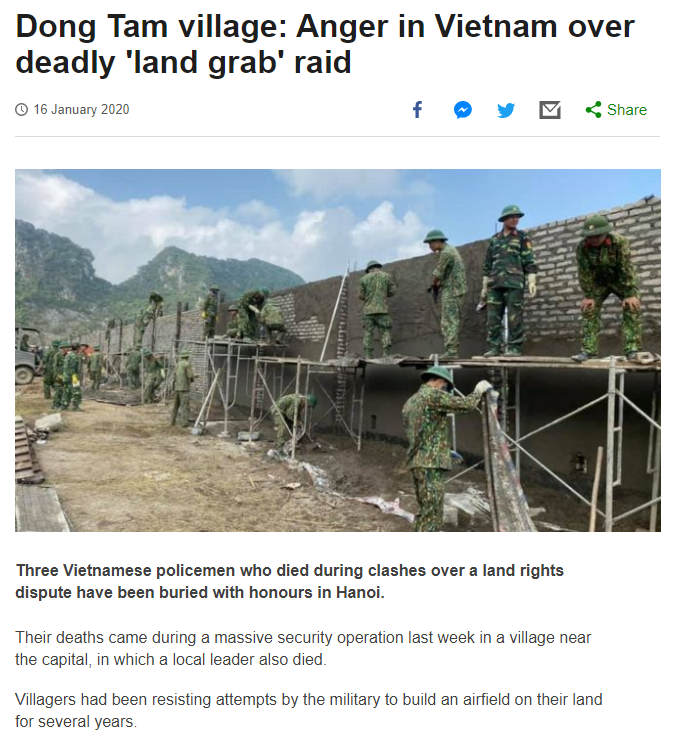 Dong Tam village: Anger in Vietnam over
deadly 'land grab' raid
16 January 2020
Share
Three Vietnamese policemen who died during clashes over a land rights
dispute have been buried with honours in Hanoi.
Their deaths came during a massive security operation last week in a village near
the capital, in which a local leader also died.
Villagers had been resisting attempts by the military to build an airfield on their land
for several years.